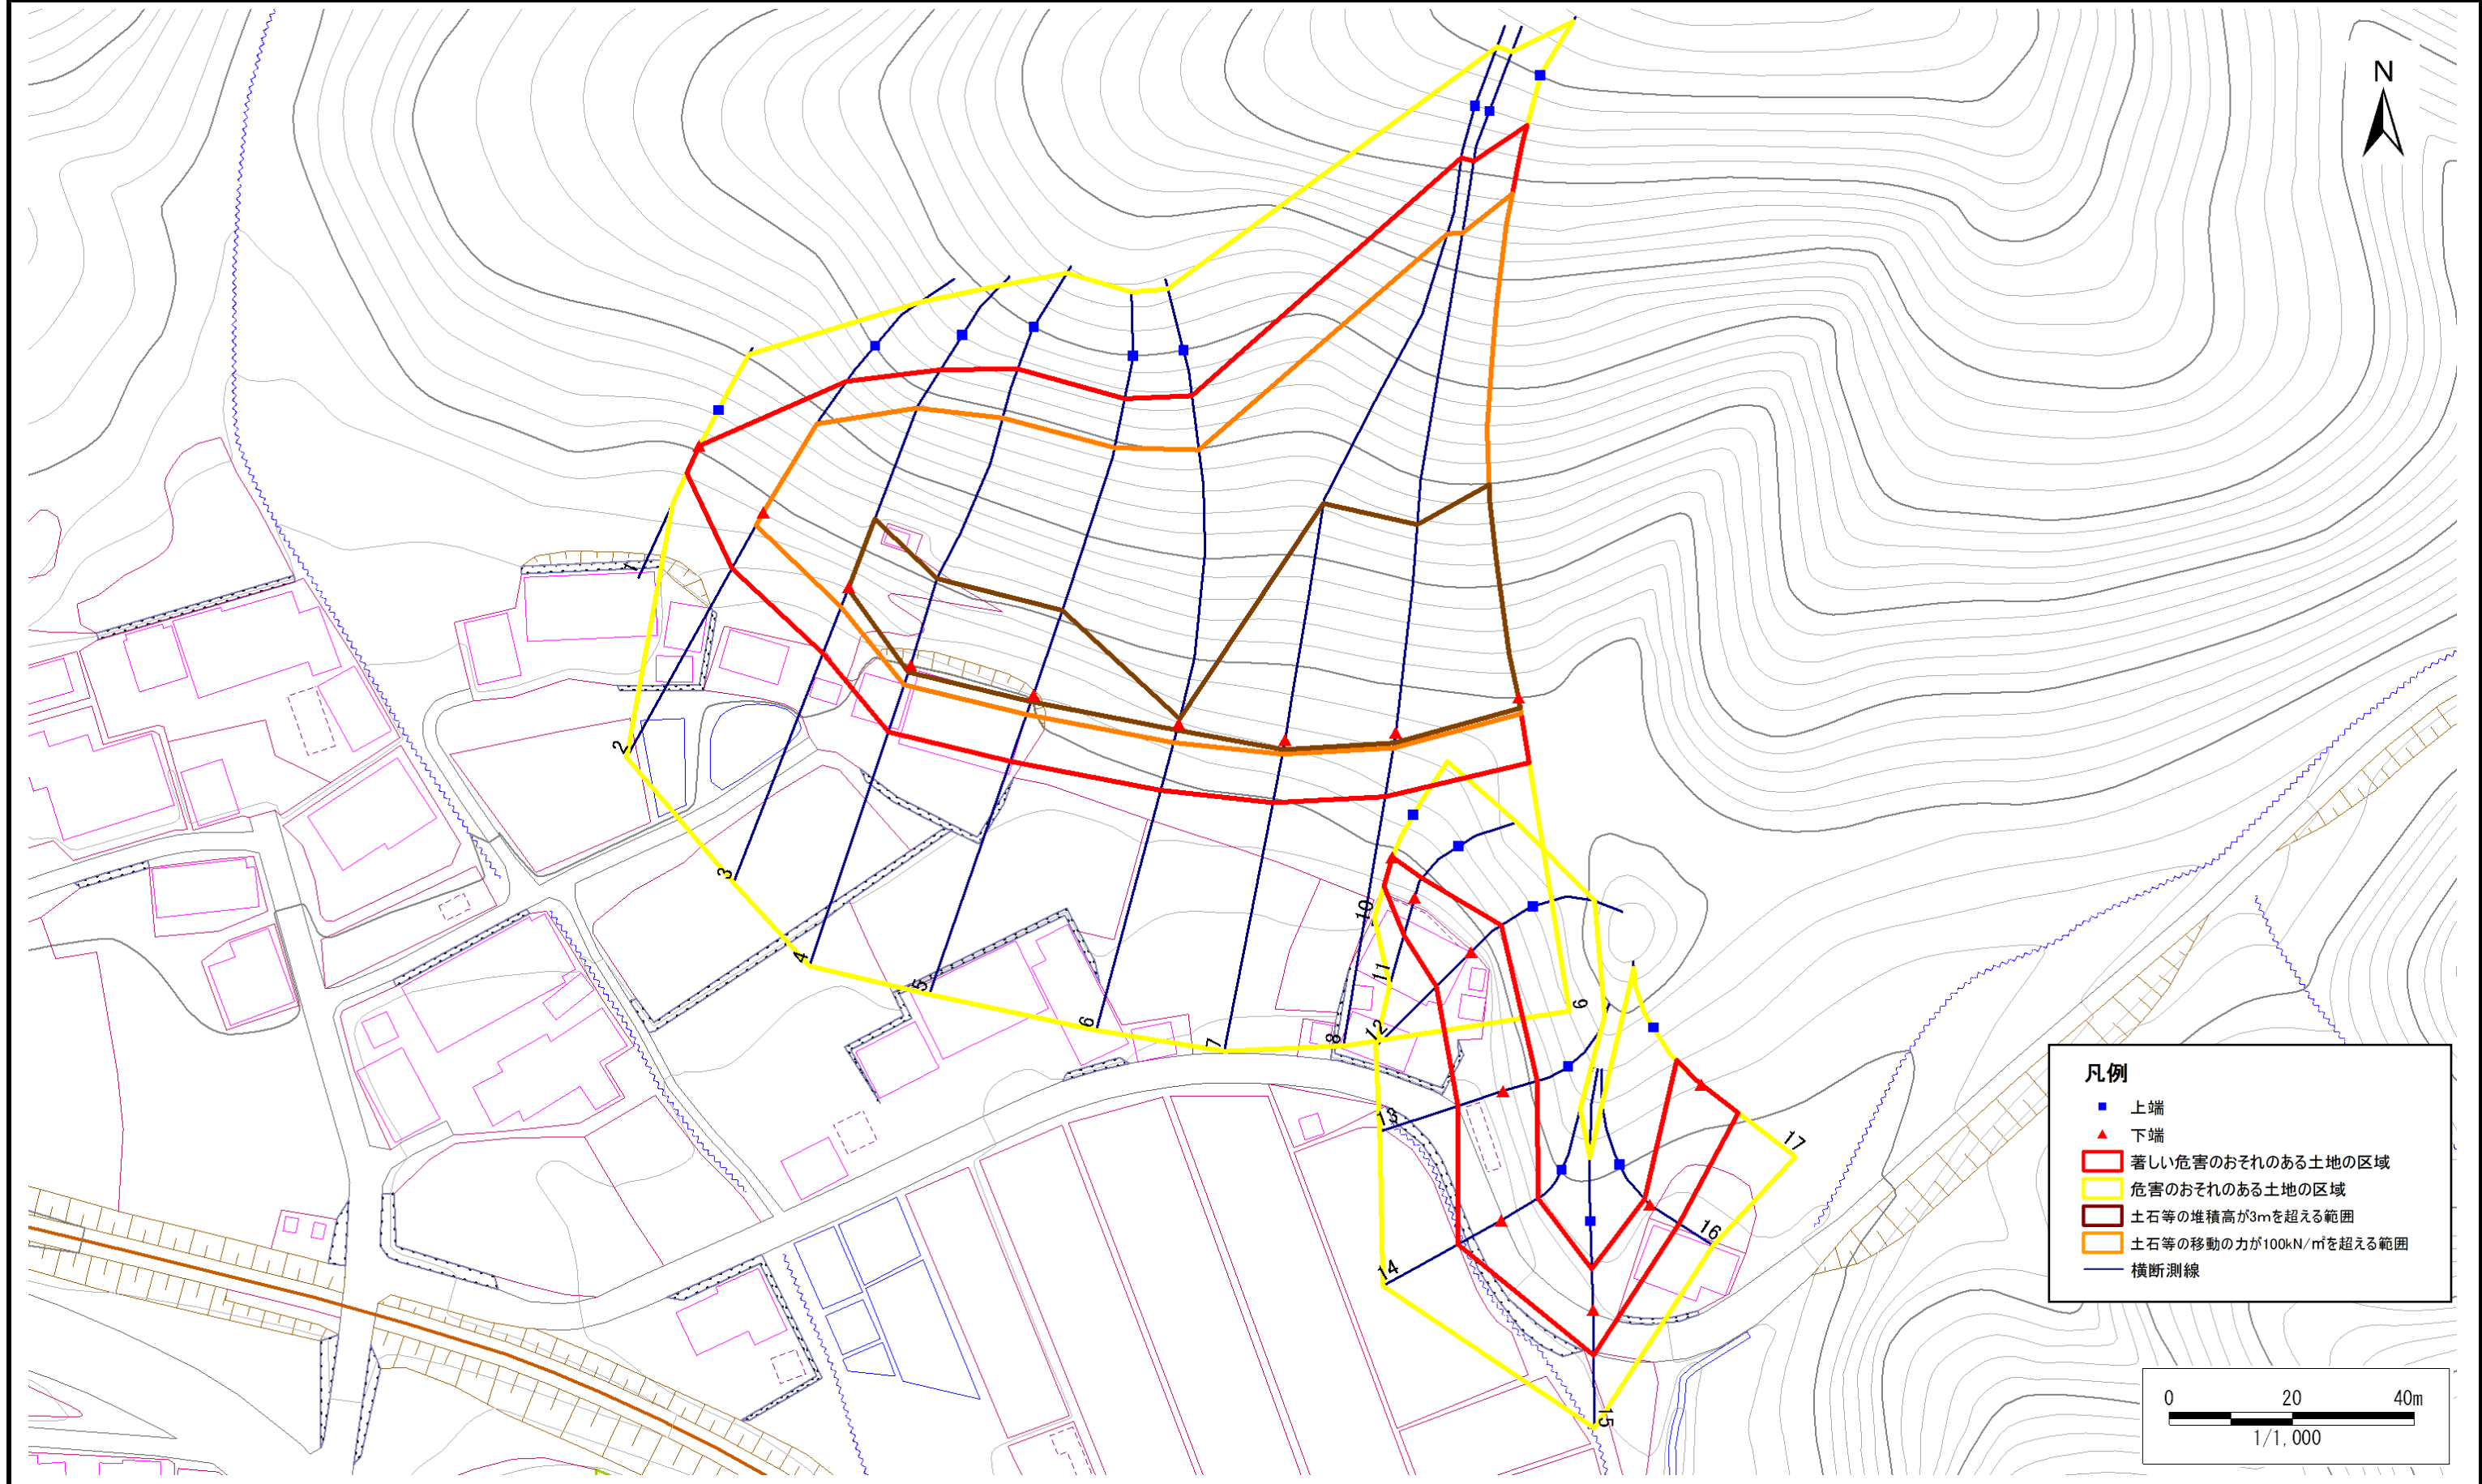 N
1
2
3
4
5
6
7
8
9
10
11
12
13
14
15
16
17
凡例
上端
下端
著しい危害のおそれのある土地の区域
危害のおそれのある土地の区域
土石等の堆積高が3mを超える範囲
土石等の移動の力が100kN/㎡を超える範囲
横断測線
0 20 40m
1/1,000